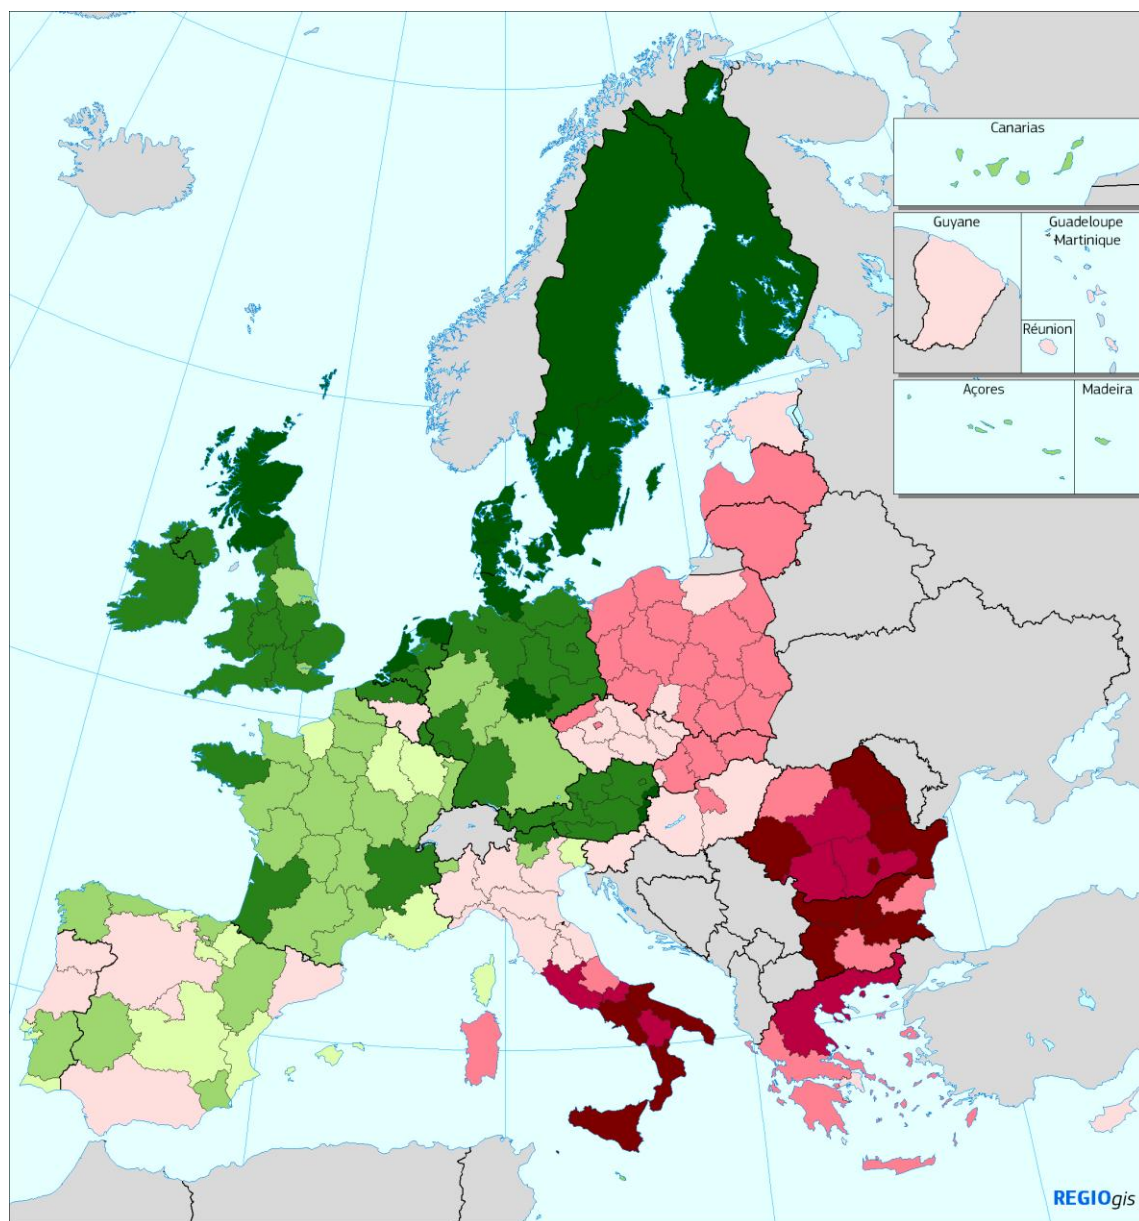 Canarias
Guyane
Guadeloupe
Martinique
Réunion
Açores
Madeira
REGIOgis